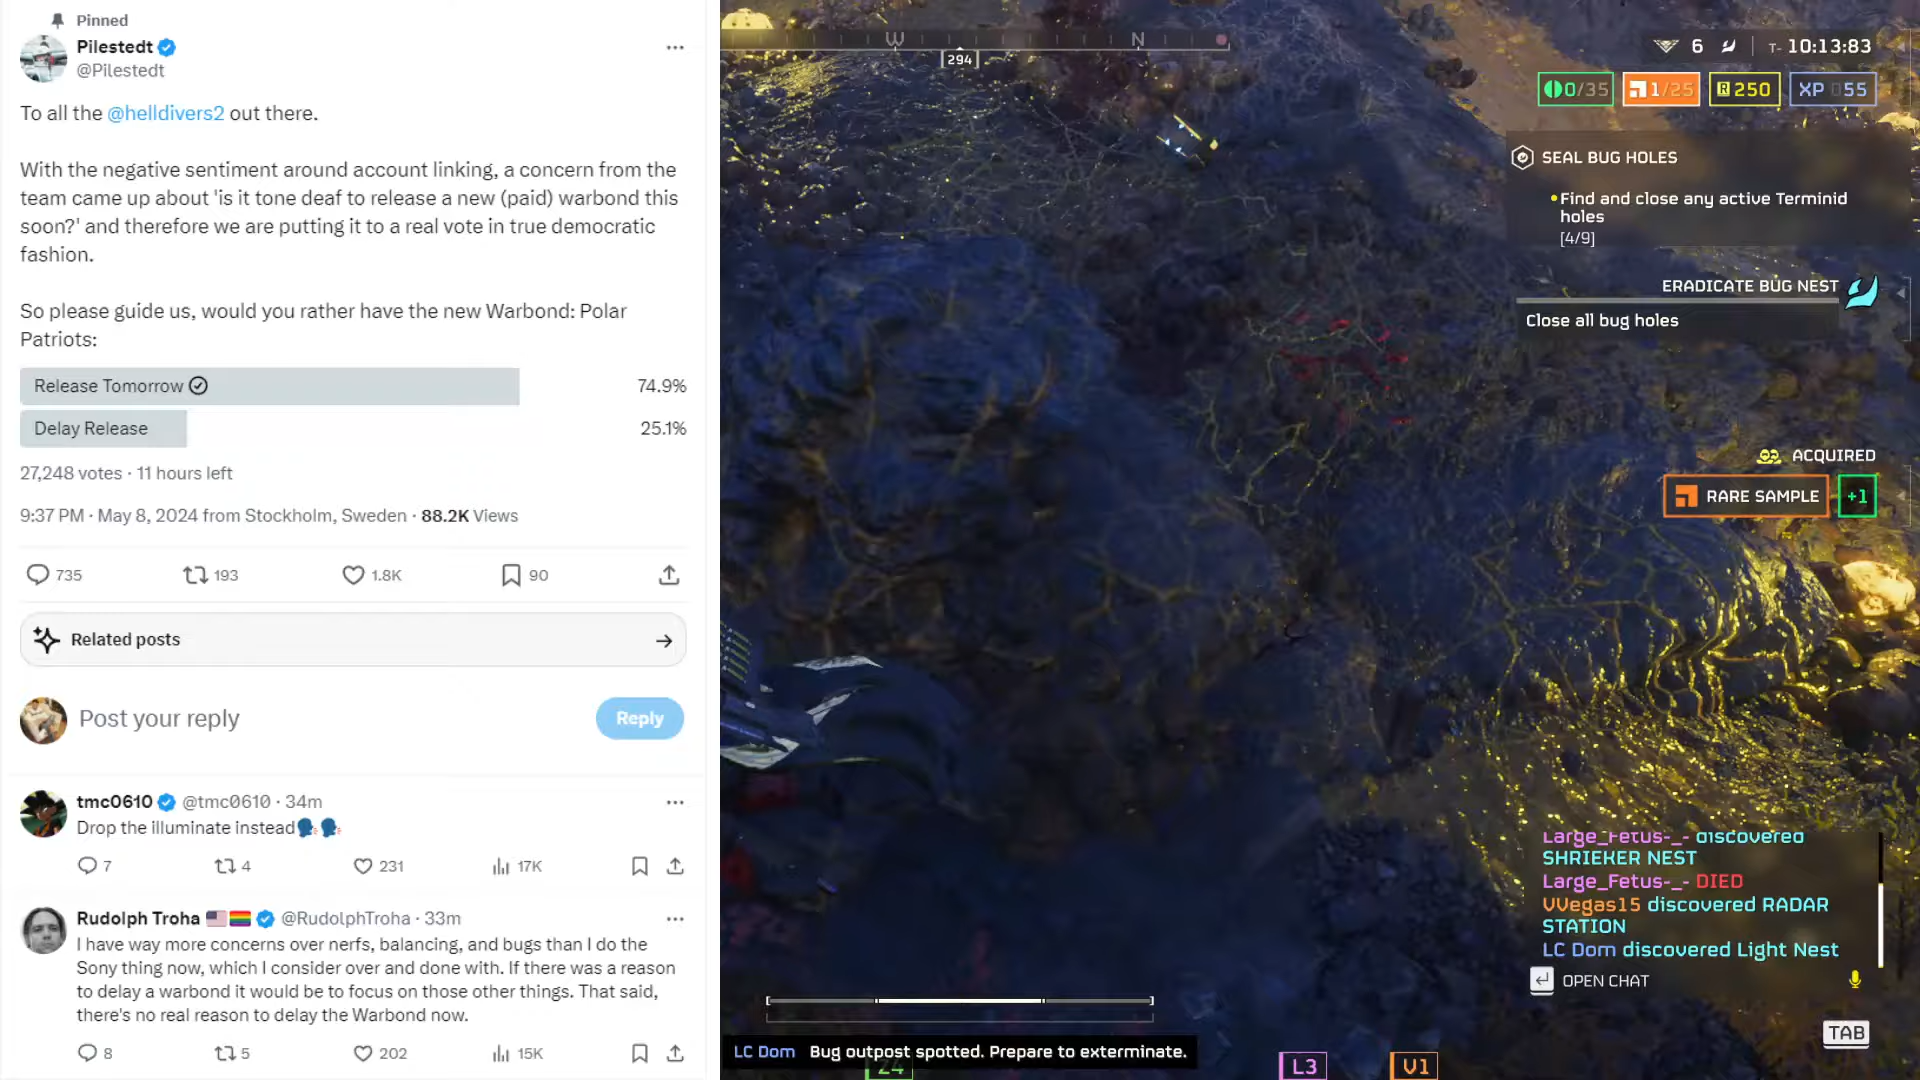 Pinned
Pilestedt
@Pilestedt
To all the @helldivers2 out there.
With the negative sentiment around account linking, a concern from the
team came up about 'is it tone deaf to release a new (paid) warbond this
soon?' and therefore we are putting it to a real vote in true democratic
fashion.
So please guide us, would you rather have the new Warbond: Polar
Patriots:
Release Tomorrow 74.9%
Delay Release 25.1%
27,248 votes · 11 hours left
9:37 PM · May 8, 2024 from Stockholm, Sweden · 88.2K Views
735 193 1.8K 90
Related posts
Post your reply
Reply
tmc0610 @tmc0610 · 34m
Drop the illuminate instead
7 4 231 17K
Rudolph Troha @RudolphTroha · 33m
I have way more concerns over nerfs, balancing, and bugs than I do the
Sony thing now, which I consider over and done with. If there was a reason
to delay a warbond it would be to focus on those other things. That said,
there's no real reason to delay the Warbond now.
8 5 202 15K
W N
294
6 T- 10:13:83
0/35 1/25 R 250 XP 055
SEAL BUG HOLES
Find and close any active Terminid
holes
[4/9]
ERADICATE BUG NEST
Close all bug holes
ACQUIRED
RARE SAMPLE +1
Large_Fetus-_- discovered
SHRIEKER NEST
Large_Fetus-_- DIED
VVegas15 discovered RADAR
STATION
LC Dom discovered Light Nest
OPEN CHAT
TAB
LC Dom Bug outpost spotted. Prepare to exterminate.
Z4 L3 V1